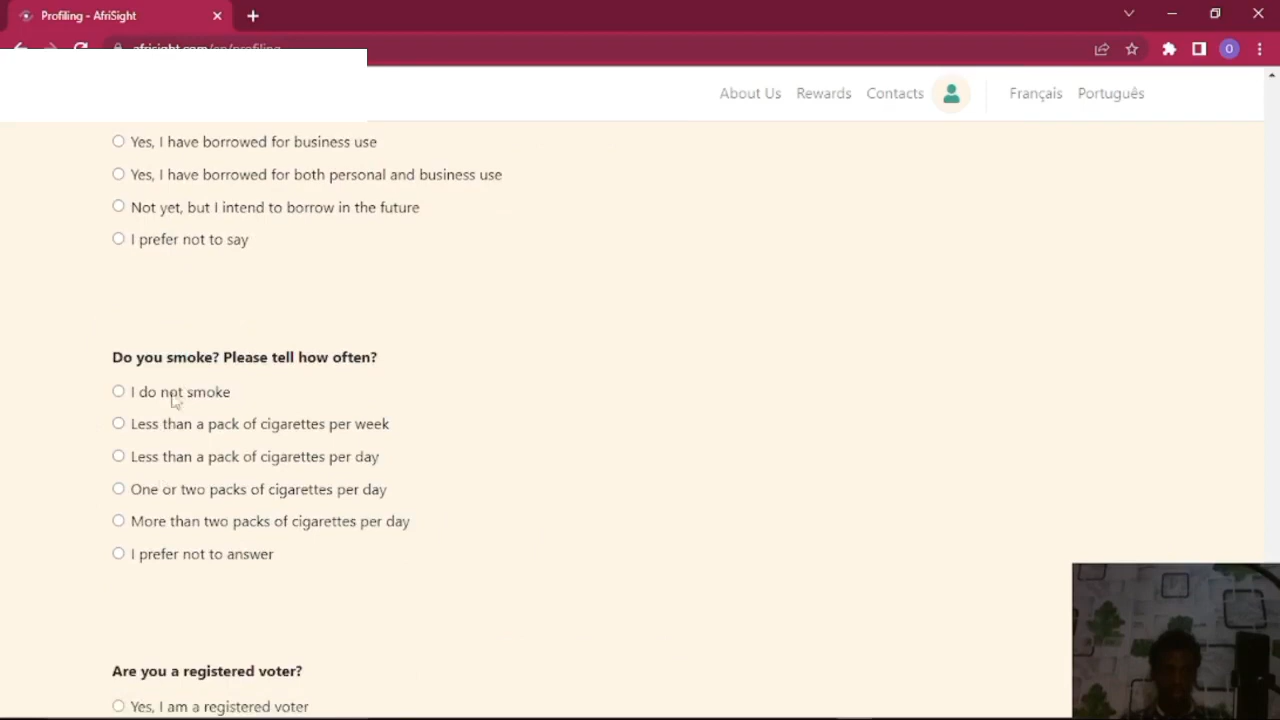 Profiling - AfriSight
afrisight.com/en/profiling
About Us Rewards Contacts Français Português
O
Yes, I have borrowed for business use
Yes, I have borrowed for both personal and business use
Not yet, but I intend to borrow in the future
I prefer not to say
Do you smoke? Please tell how often?
I do not smoke
Less than a pack of cigarettes per week
Less than a pack of cigarettes per day
One or two packs of cigarettes per day
More than two packs of cigarettes per day
I prefer not to answer
Are you a registered voter?
Yes, I am a registered voter